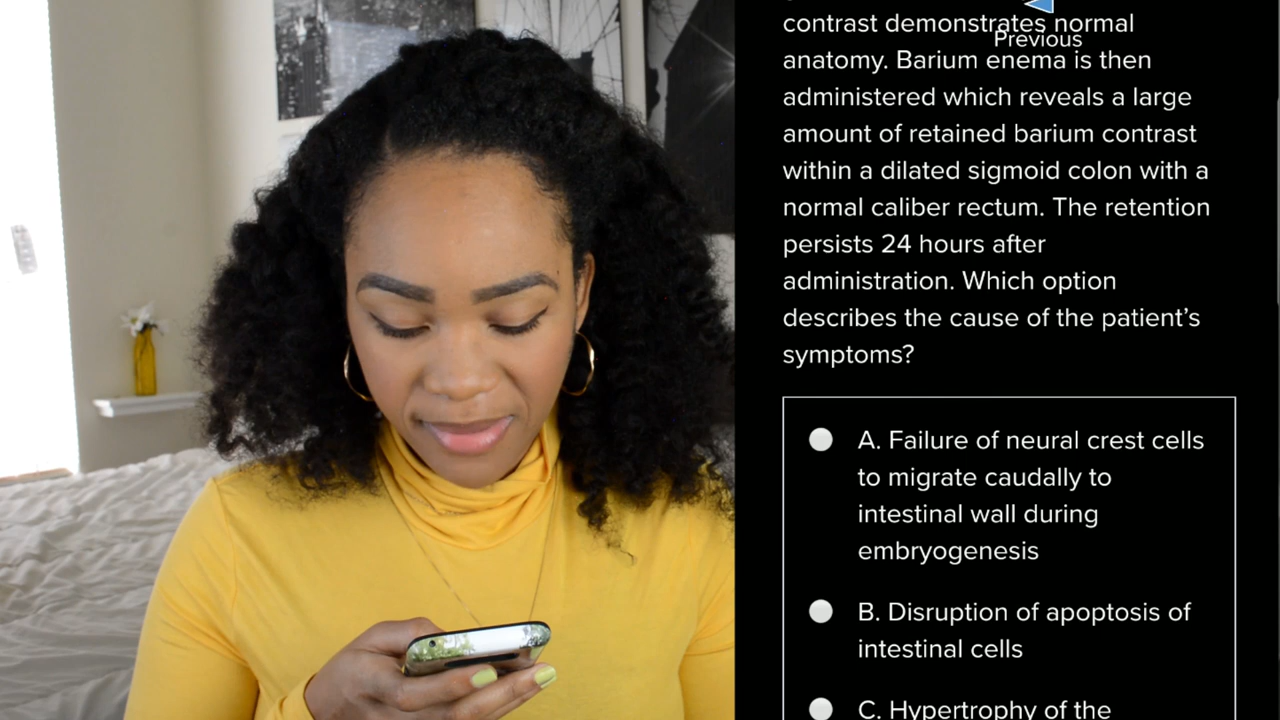 Previous
contrast demonstrates normal
anatomy. Barium enema is then
administered which reveals a large
amount of retained barium contrast
within a dilated sigmoid colon with a
normal caliber rectum. The retention
persists 24 hours after
administration. Which option
describes the cause of the patient’s
symptoms?
A. Failure of neural crest cells
to migrate caudally to
intestinal wall during
embryogenesis
B. Disruption of apoptosis of
intestinal cells
C. Hypertrophy of the